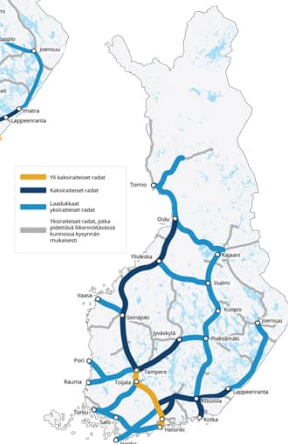 Joensuu
Imatra
Lappeenranta
Yli kaksiraiteiset radat
Kaksiraiteiset radat
Laadukkaat
yksiraiteiset radat
Yksiraiteiset radat, jotka
pidettävä liikennöitävässä
kunnossa kysynnän
mukaisesti
Tornio
Oulu
Ylivieska
Kajaani
Iisalmi
Vaasa
Seinäjoki
Kuopio
Joensuu
Jyväskylä
Pieksämäki
Pori
Tampere
Rauma
Toijala
Lappeenranta
Kouvola
Turku
Salo
Kotka
Helsinki
Hanko